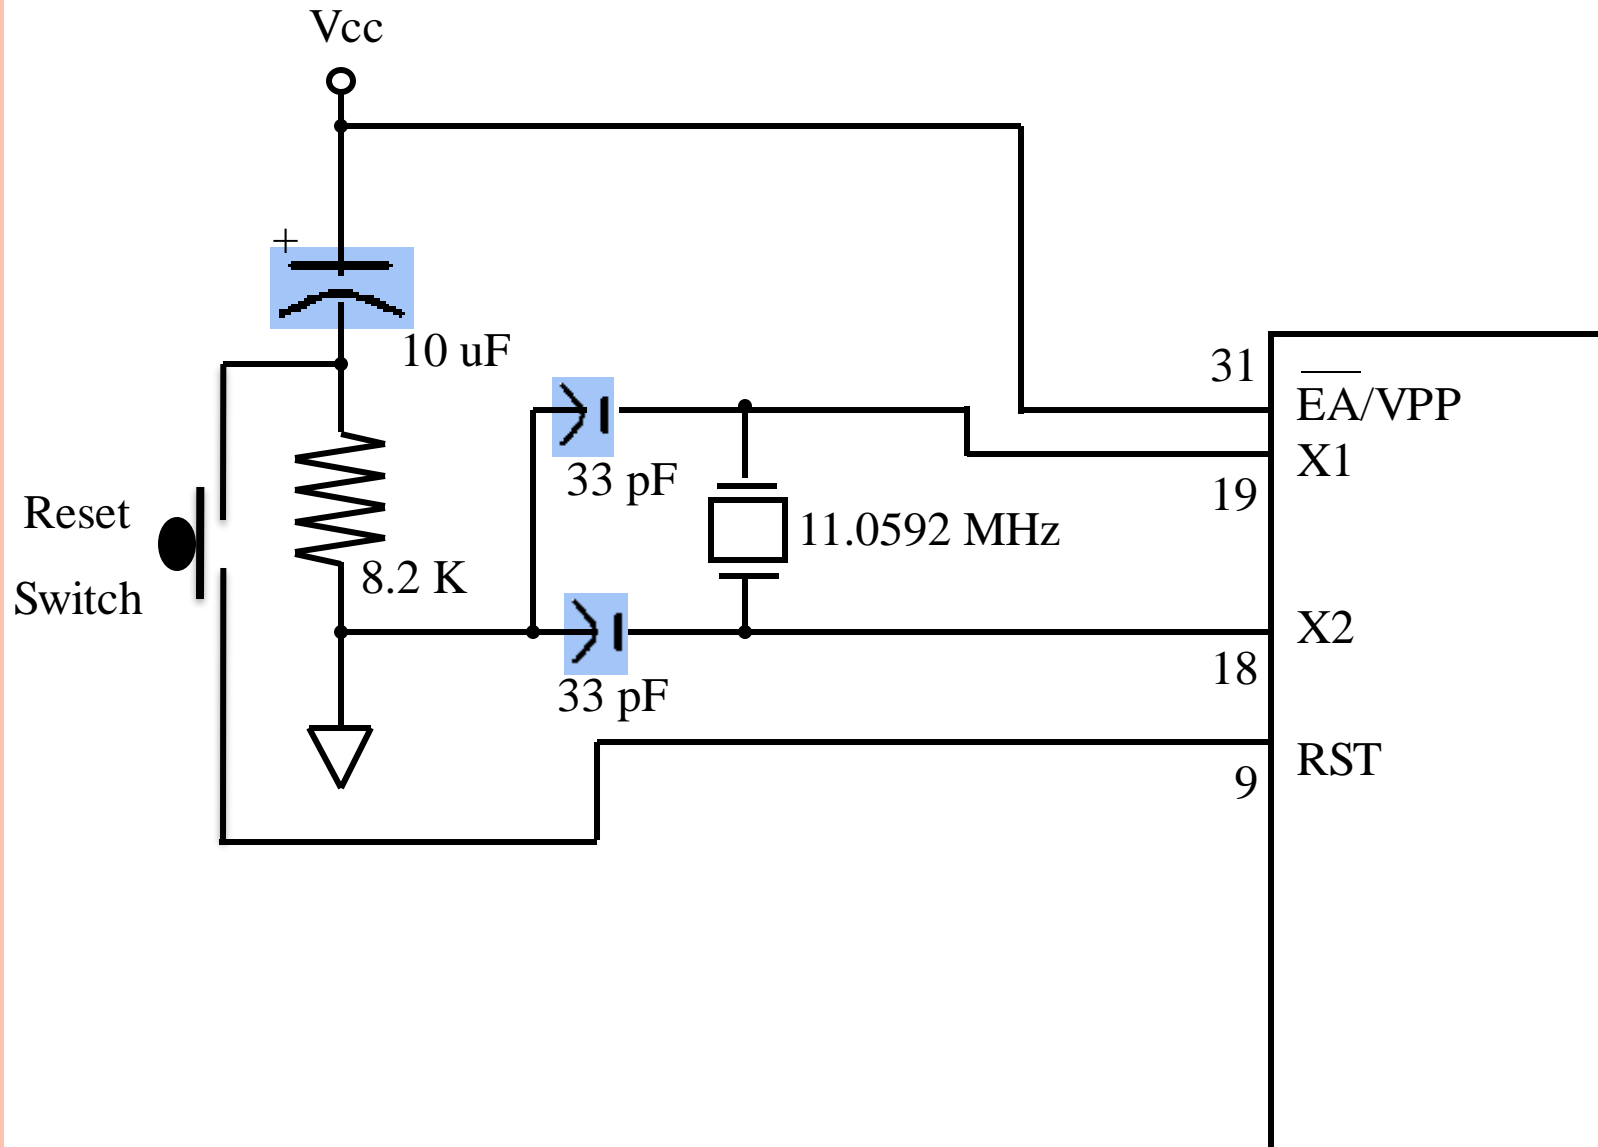 Vcc
+
10 uF
31
EA/VPP
X1
33 pF
19
Reset
11.0592 MHz
8.2 K
Switch
X2
18
33 pF
RST
9